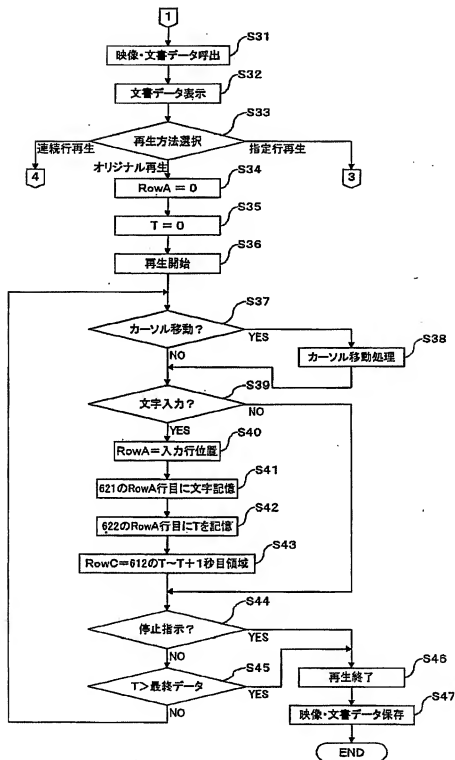 1
S31
映像・文書データ呼出
S32
文書データ表示
S33
再生方法選択
連続行再生
指定行再生
4
オリジナル再生
3
S34
RowA = 0
S35
T = 0
S36
再生開始
S37
カーソル移動?
YES
S38
カーソル移動処理
NO
S39
文字入力?
NO
YES
S40
RowA=入力行位置
S41
621のRowA行目に文字記憶
S42
622のRowA行目にTを記憶
S43
RowC=612のT~T+1秒目領域
S44
停止指示?
YES
NO
S45
S46
T>最終データ
YES
再生終了
NO
S47
映像・文書データ保存
END